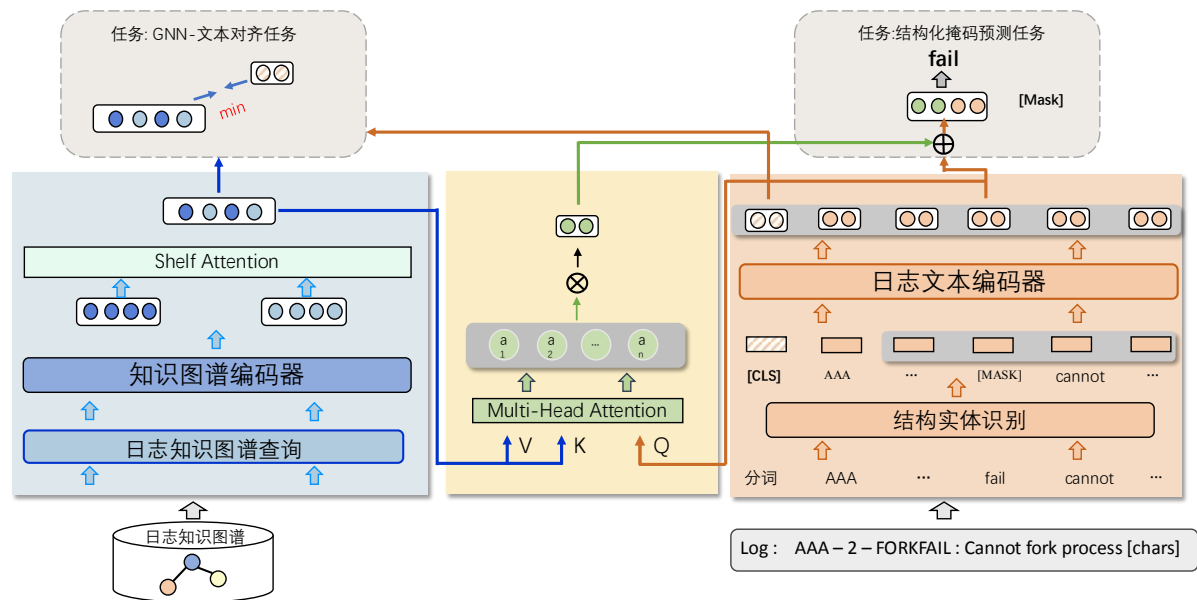 任务: GNN-文本对齐任务
min
任务:结构化掩码预测任务
fail
[Mask]
Shelf Attention
知识图谱编码器
日志知识图谱查询
日志知识图谱
a
1
a
2
...
a
n
Multi-Head Attention
V
K
Q
日志文本编码器
[CLS]
AAA
...
[MASK]
cannot
...
结构实体识别
分词
AAA
...
fail
cannot
...
Log : AAA – 2 – FORKFAIL : Cannot fork process [chars]